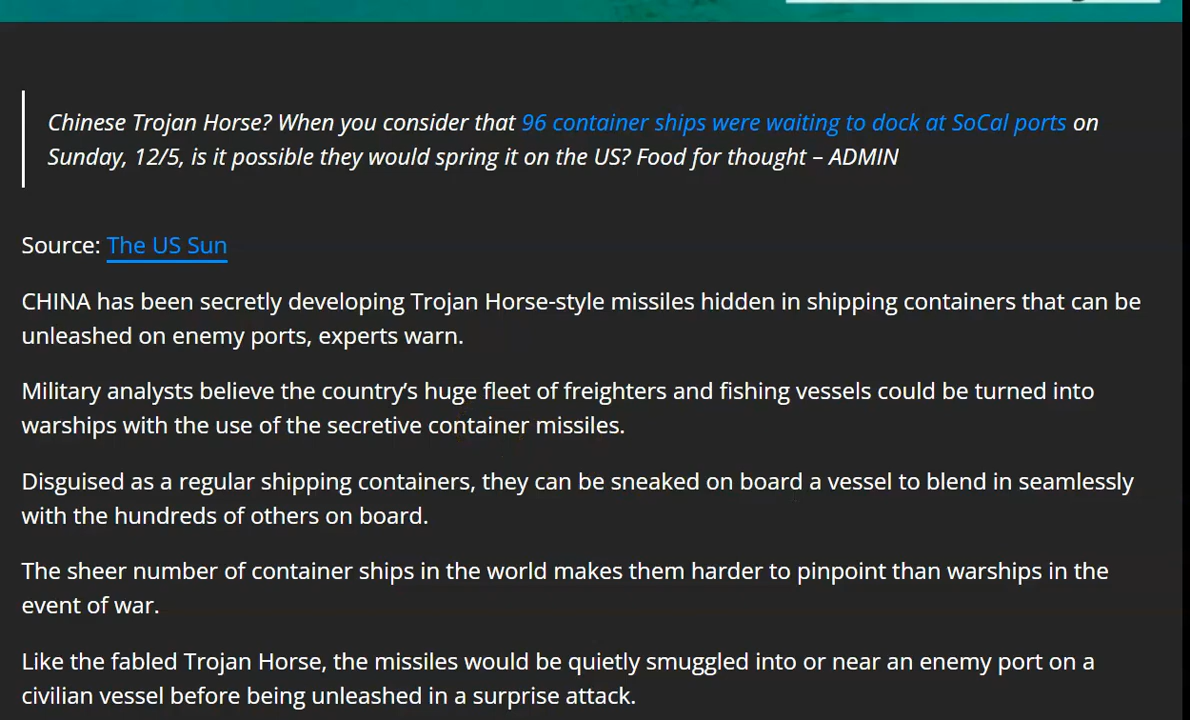 Chinese Trojan Horse? When you consider that 96 container ships were waiting to dock at SoCal ports on
Sunday, 12/5, is it possible they would spring it on the US? Food for thought – ADMIN
Source: The US Sun
CHINA has been secretly developing Trojan Horse-style missiles hidden in shipping containers that can be
unleashed on enemy ports, experts warn.
Military analysts believe the country’s huge fleet of freighters and fishing vessels could be turned into
warships with the use of the secretive container missiles.
Disguised as a regular shipping containers, they can be sneaked on board a vessel to blend in seamlessly
with the hundreds of others on board.
The sheer number of container ships in the world makes them harder to pinpoint than warships in the
event of war.
Like the fabled Trojan Horse, the missiles would be quietly smuggled into or near an enemy port on a
civilian vessel before being unleashed in a surprise attack.